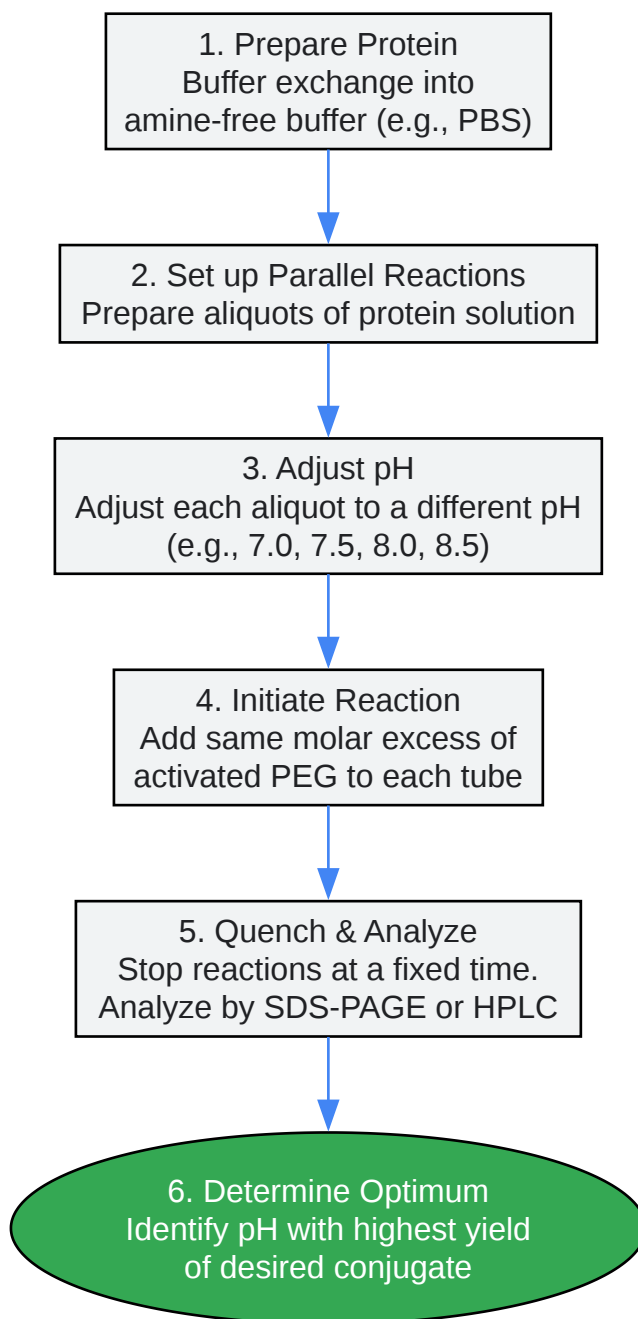 1. Prepare Protein
Buffer exchange into
amine-free buffer (e.g., PBS)
2. Set up Parallel Reactions
Prepare aliquots of protein solution
3. Adjust pH
Adjust each aliquot to a different pH
(e.g., 7.0, 7.5, 8.0, 8.5)
4. Initiate Reaction
Add same molar excess of
activated PEG to each tube
5. Quench & Analyze
Stop reactions at a fixed time.
Analyze by SDS-PAGE or HPLC
6. Determine Optimum
Identify pH with highest yield
of desired conjugate